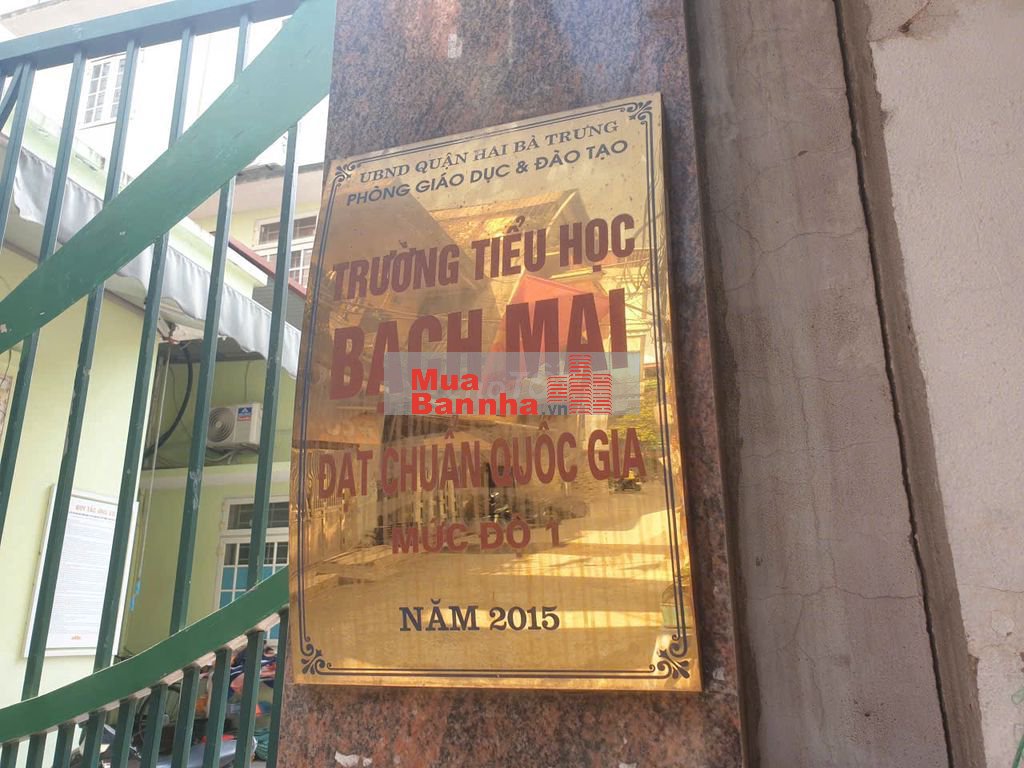 UBND QUẬN HAI BÀ TRƯNG
PHÒNG GIÁO DỤC & ĐÀO TẠO
TRƯỜNG TIỂU HỌC
BẠCH MAI
Mua
Bannha.vn
ĐẠT CHUẨN QUỐC GIA
MỨC ĐỘ 1
NĂM 2015